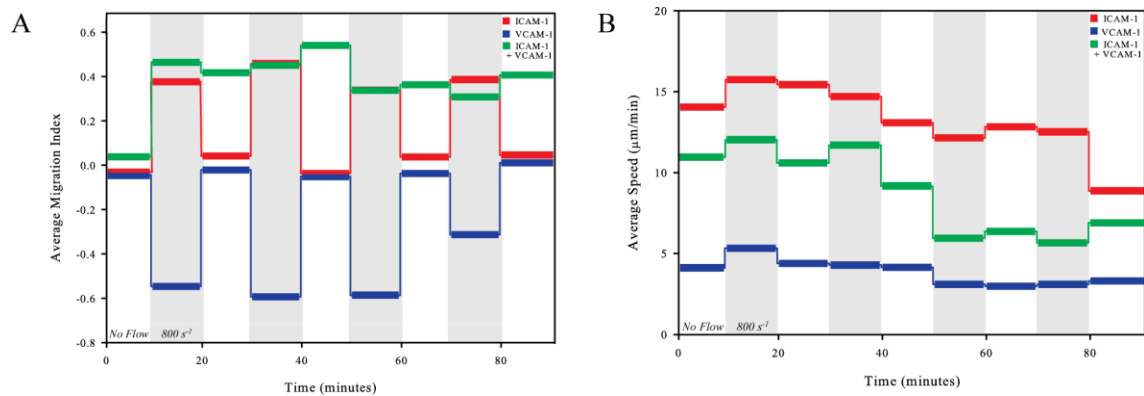 A
ICAM-1
VCAM-1
ICAM-1
+ VCAM-1
Average Migration Index
0.6
0.4
0.2
0.0
-0.2
-0.4
-0.6
-0.8
No Flow 800 s⁻¹
0 20 40 60 80
Time (minutes)
B
ICAM-1
VCAM-1
ICAM-1
+ VCAM-1
Average Speed (µm/min)
20
15
10
5
0
No Flow 800 s⁻¹
0 20 40 60 80
Time (minutes)